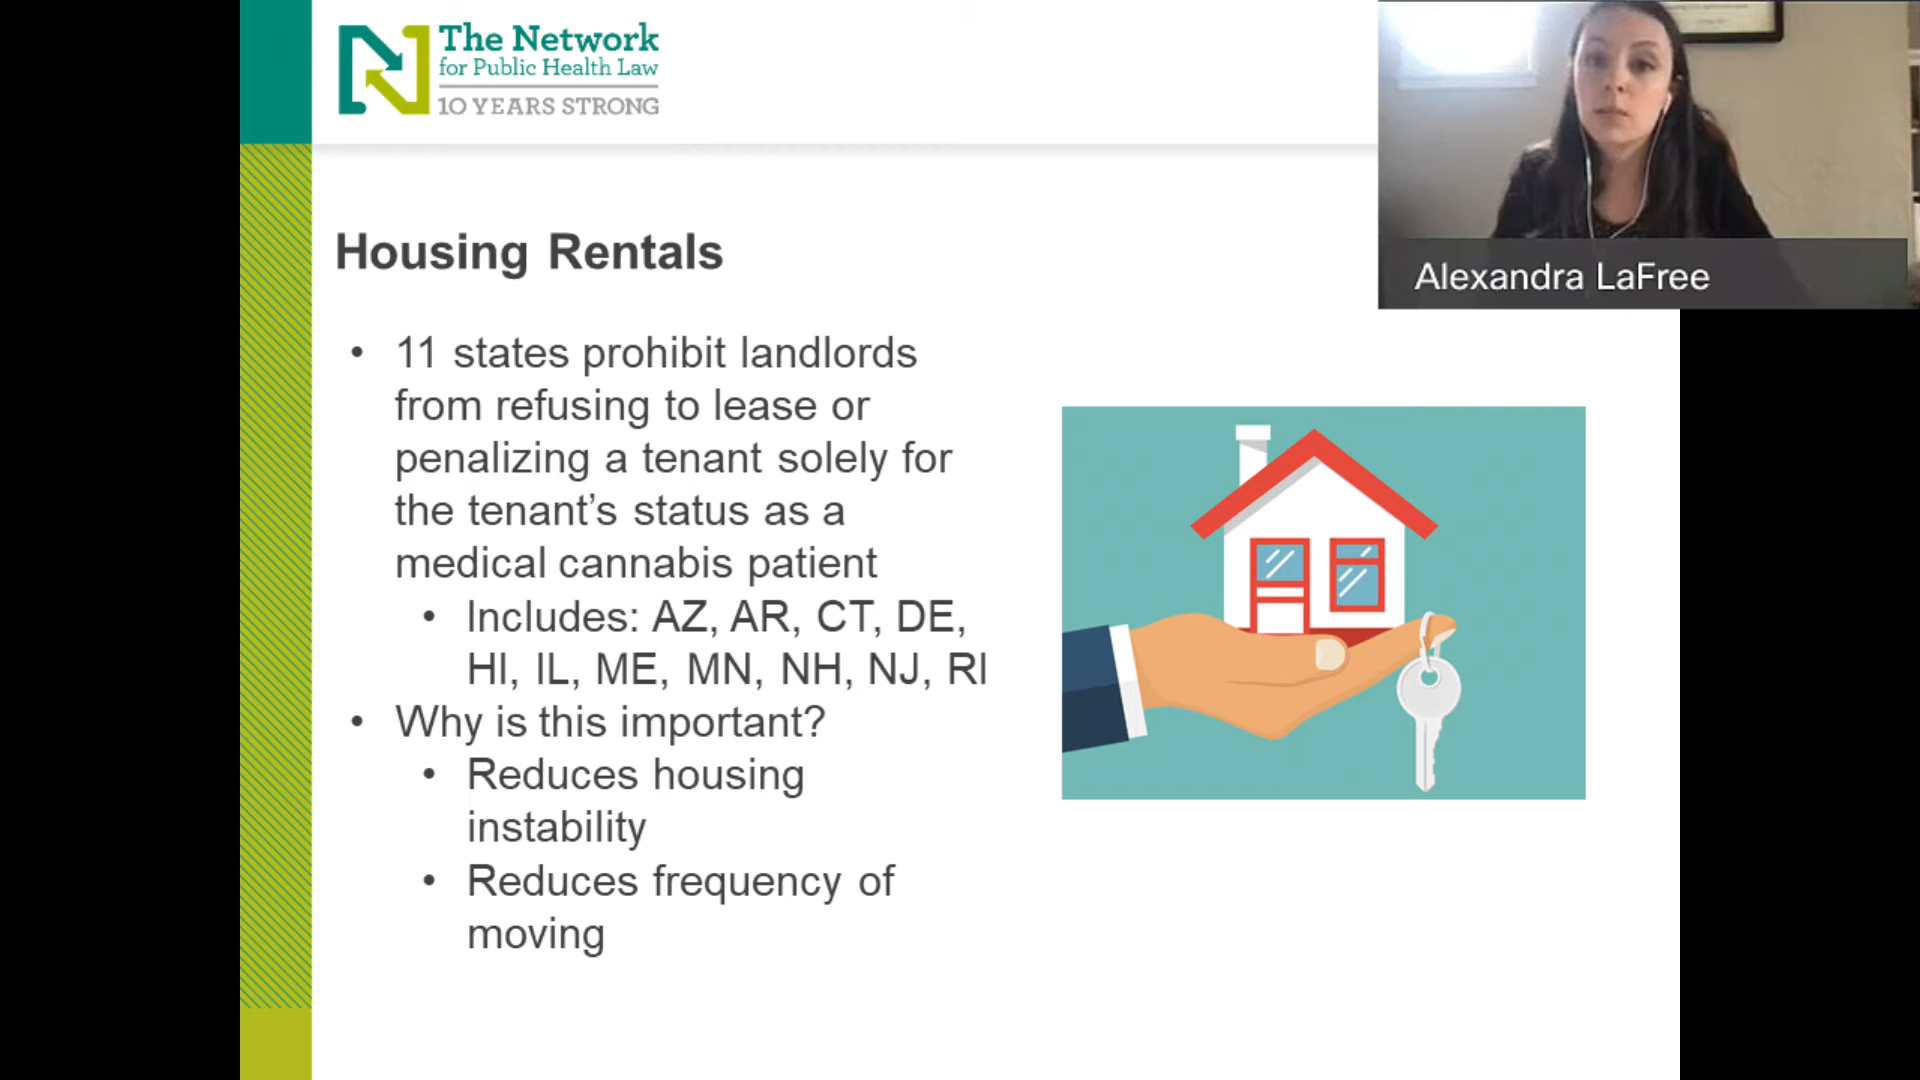 The Network
for Public Health Law
10 YEARS STRONG
Alexandra LaFree
Housing Rentals
• 11 states prohibit landlords
from refusing to lease or
penalizing a tenant solely for
the tenant’s status as a
medical cannabis patient
• Includes: AZ, AR, CT, DE,
HI, IL, ME, MN, NH, NJ, RI
• Why is this important?
• Reduces housing
instability
• Reduces frequency of
moving